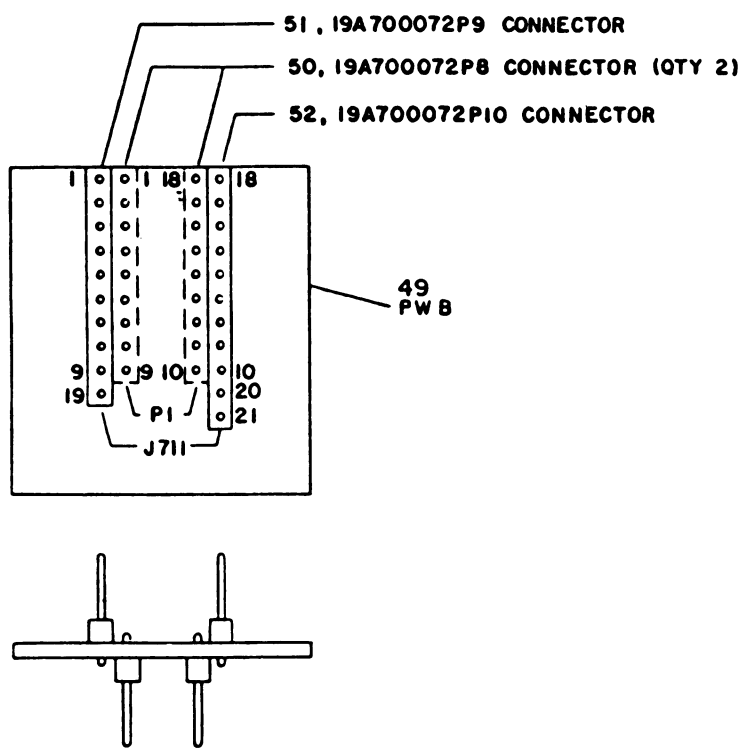 51, 19A700072P9 CONNECTOR
50, 19A700072P8 CONNECTOR (QTY 2)
52, 19A700072P10 CONNECTOR
1 1 18 18
49
PWB
9 9 10 10
19 20
P1 21
J711